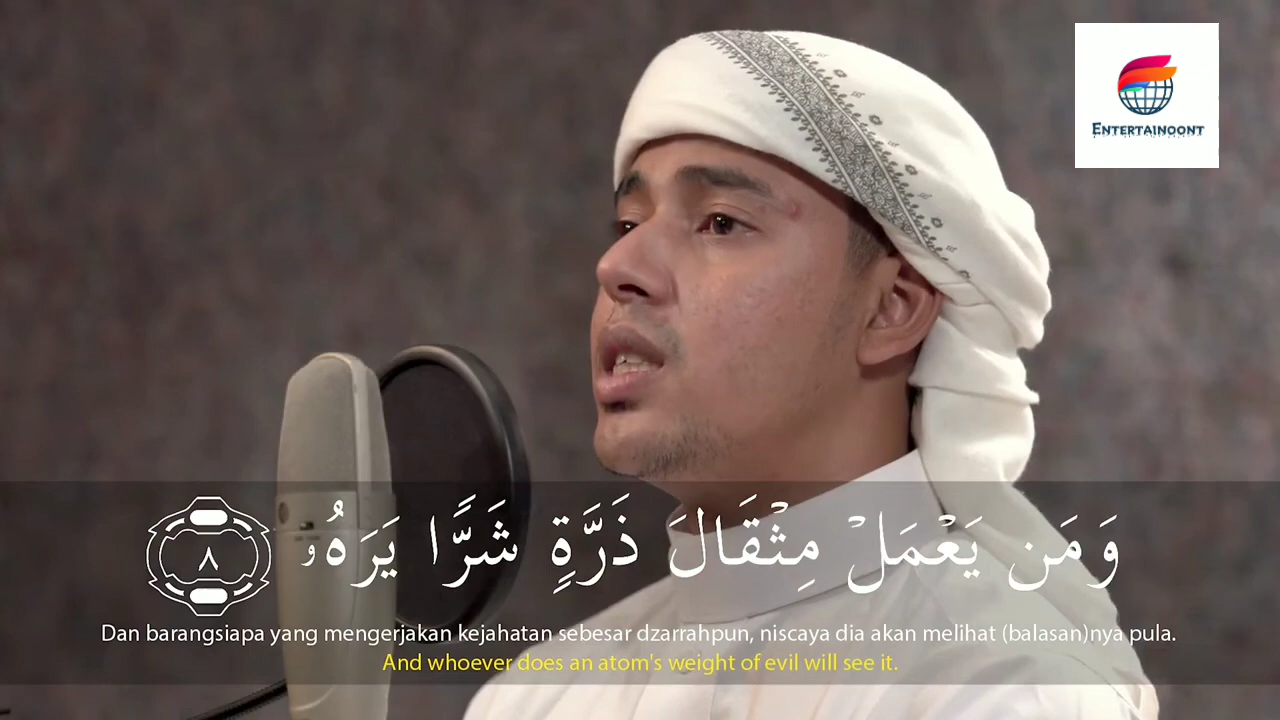 ENTERTAINOONT
وَمَن يَعْمَلْ مِثْقَالَ ذَرَّةٍ شَرًّا يَرَهُۥ ٨
Dan barangsiapa yang mengerjakan kejahatan sebesar dzarrahpun, niscaya dia akan melihat (balasan)nya pula.
And whoever does an atom's weight of evil will see it.